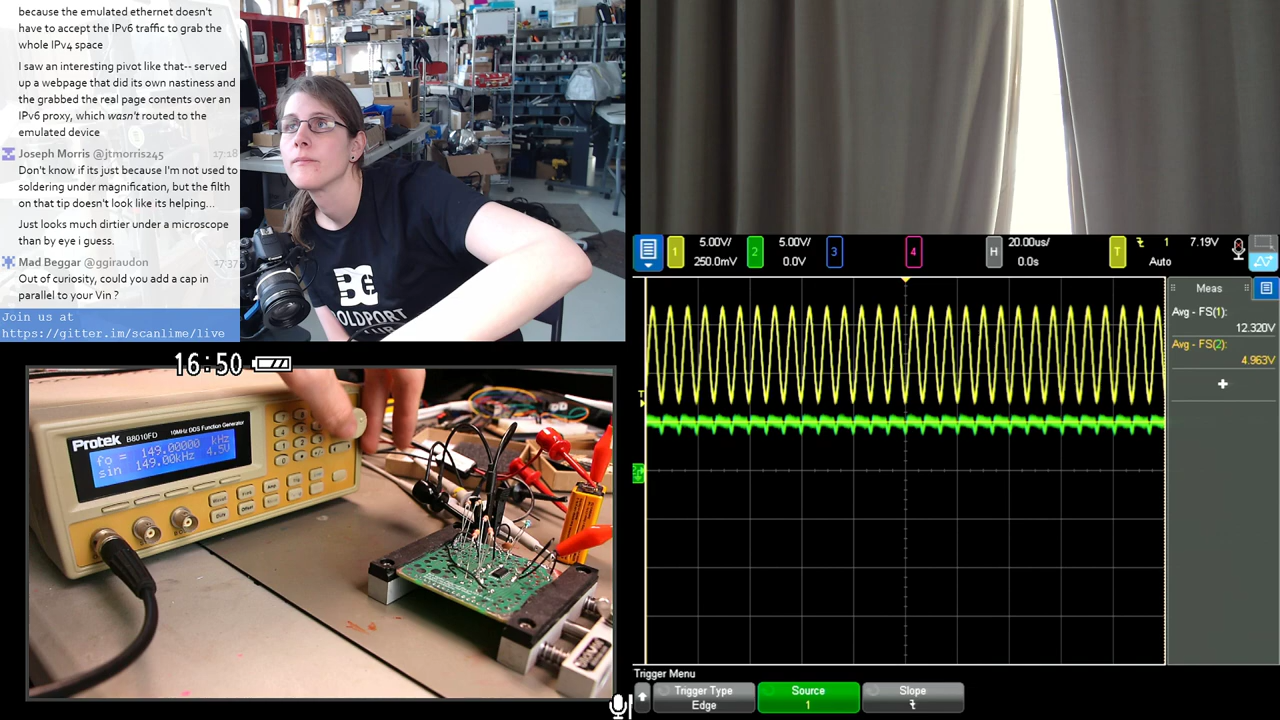 because the emulated ethernet doesn't
have to accept the IPv6 traffic to grab the
whole IPv4 space
I saw an interesting pivot like that-- served
up a webpage that did its own nastiness and
the grabbed the real page contents over an
IPv6 proxy, which wasn't routed to the
emulated device
Joseph Morris @jtmorris245 17:18
Don't know if its just because I'm not used to
soldering under magnification, but the filth
on that tip doesn't look like its helping...
Just looks much dirtier under a microscope
than by eye i guess.
Mad Beggar @ggiraudon 17:37
Out of curiosity, could you add a cap in
parallel to your Vin ?
Join us at
https://gitter.im/scanlime/live
BG
OLDPORT
16:50
Protek B8010FD 10MHz DDS Function Generator
fo = 149.00000 kHz
sin 149.00kHz 4.5V
1 5.00V/ 250.0mV
2 5.00V/ 0.0V
3
4
H 20.00us/ 0.0s
T 1 7.19V
Auto
Meas
Avg - FS(1):
12.320V
Avg - FS(2):
4.963V
Trigger Menu
Trigger Type
Edge
Source
1
Slope